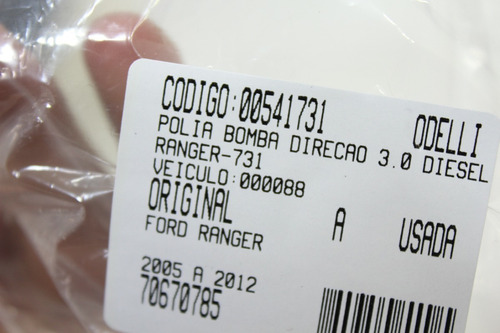 CODIGO:00541731 ODELLI
POLIA BOMBA DIRECAO 3.0 DIESEL
RANGER-731
VEICULO:000088
ORIGINAL A USADA
FORD RANGER
2005 A 2012
70670785